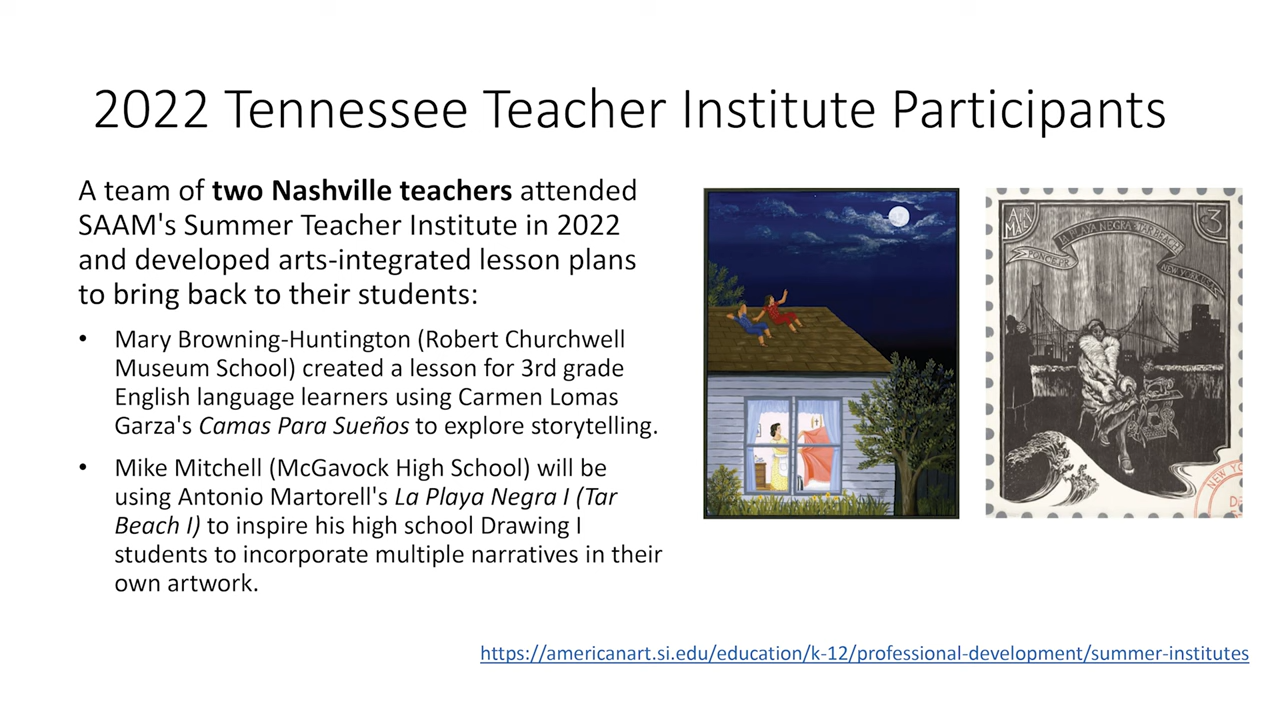 2022 Tennessee Teacher Institute Participants
A team of two Nashville teachers attended
SAAM's Summer Teacher Institute in 2022
and developed arts-integrated lesson plans
to bring back to their students:
• Mary Browning-Huntington (Robert Churchwell
Museum School) created a lesson for 3rd grade
English language learners using Carmen Lomas
Garza's Camas Para Sueños to explore storytelling.
• Mike Mitchell (McGavock High School) will be
using Antonio Martorell's La Playa Negra I (Tar
Beach I) to inspire his high school Drawing I
students to incorporate multiple narratives in their
own artwork.
3
LA PLAYA NEGRA-TAR BEACH
PONCE P.R.
NEW YO
https://americanart.si.edu/education/k-12/professional-development/summer-institutes